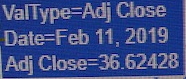 ValType=Adj Close
Date=Feb 11, 2019
Adj Close=36.62428